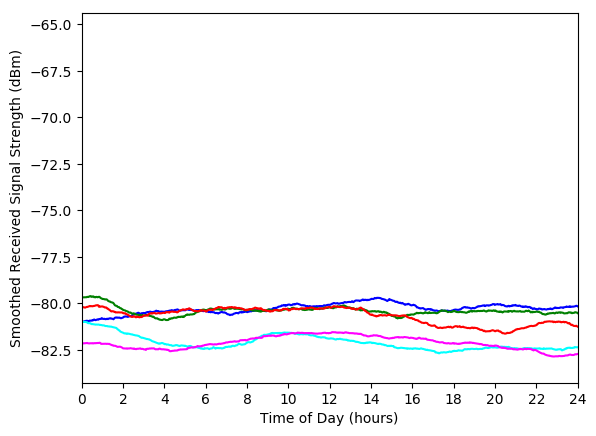 Smoothed Received Signal Strength (dBm)
−65.0
−67.5
−70.0
−72.5
−75.0
−77.5
−80.0
−82.5
0 2 4 6 8 10 12 14 16 18 20 22 24
Time of Day (hours)